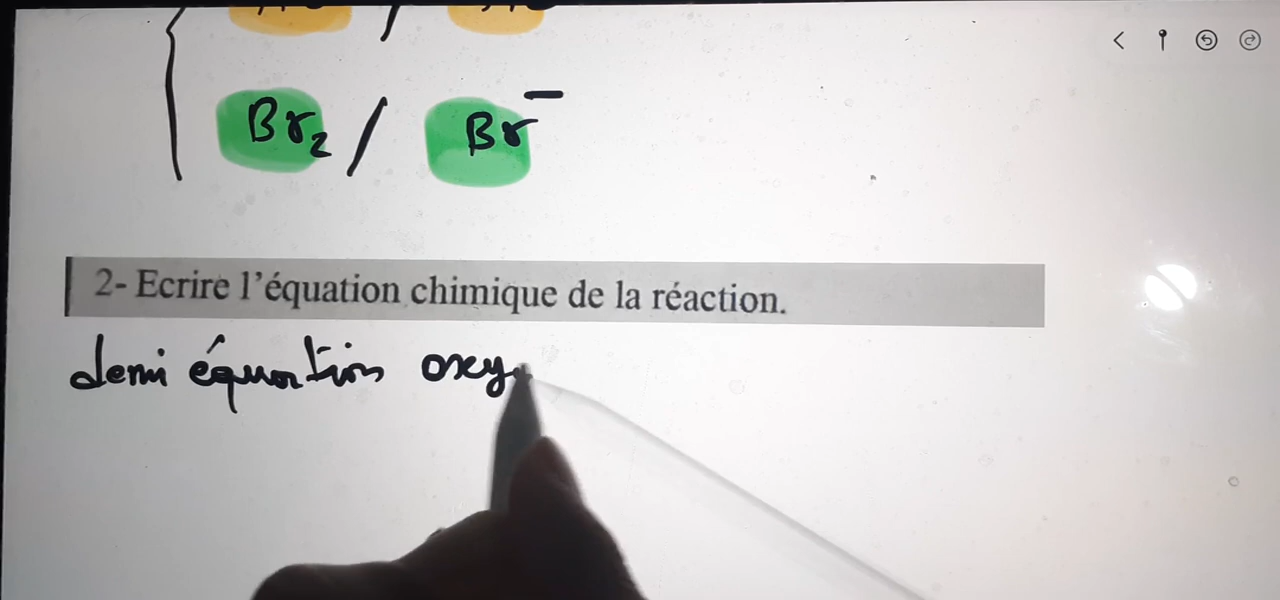 Br₂ / Br⁻
2- Ecrire l'équation chimique de la réaction.
demi équation oxy